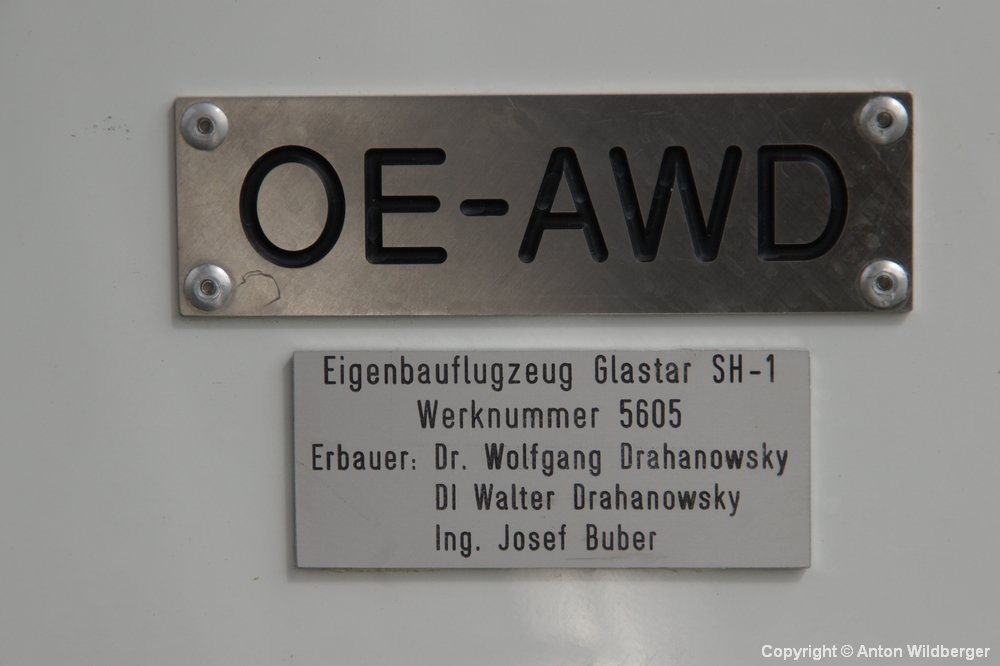 OE-AWD
Eigenbauflugzeug Glastar SH-1
Werknummer 5605
Erbauer: Dr. Wolfgang Drahanowsky
DI Walter Drahanowsky
Ing. Josef Buber
Copyright © Anton Wildberger